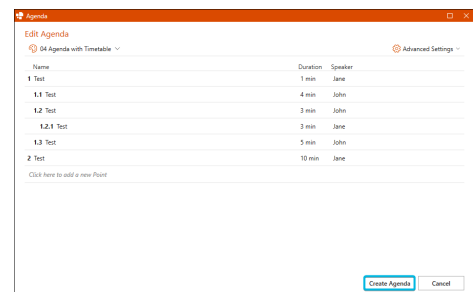 Agenda
Edit Agenda
04 Agenda with Timetable Advanced Settings
Name Duration Speaker
1 Test 1 min Jane
1.1 Test 4 min John
1.2 Test 3 min John
1.2.1 Test 3 min Jane
1.3 Test 5 min John
2 Test 10 min Jane
Click here to add a new Point
Create Agenda Cancel